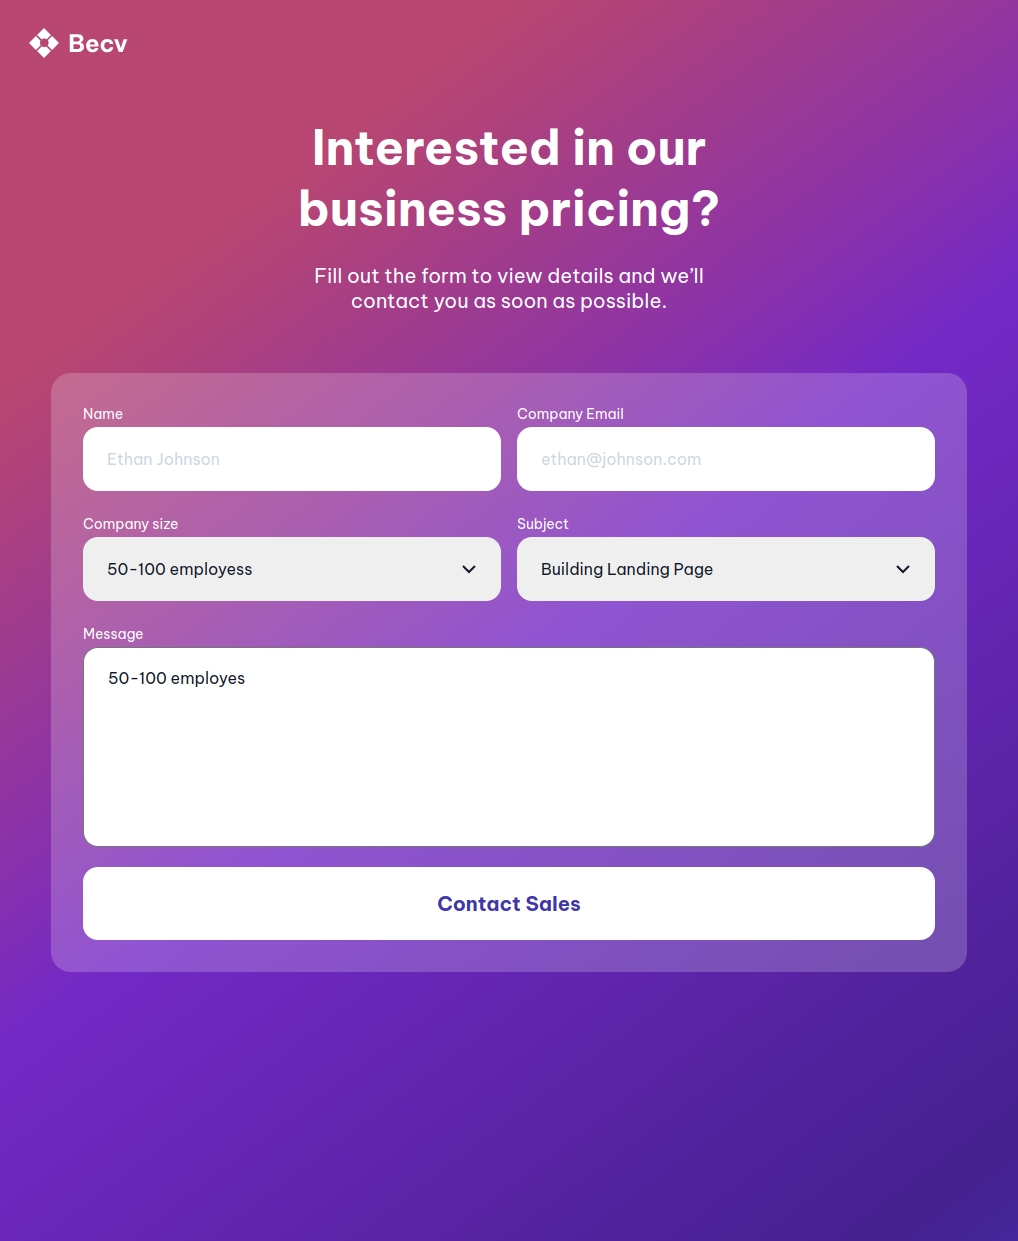 Becv
Interested in our
business pricing?
Fill out the form to view details and we’ll
contact you as soon as possible.
Name
Company Email
Ethan Johnson
ethan@johnson.com
Company size
Subject
50-100 employess
Building Landing Page
Message
50-100 employes
Contact Sales